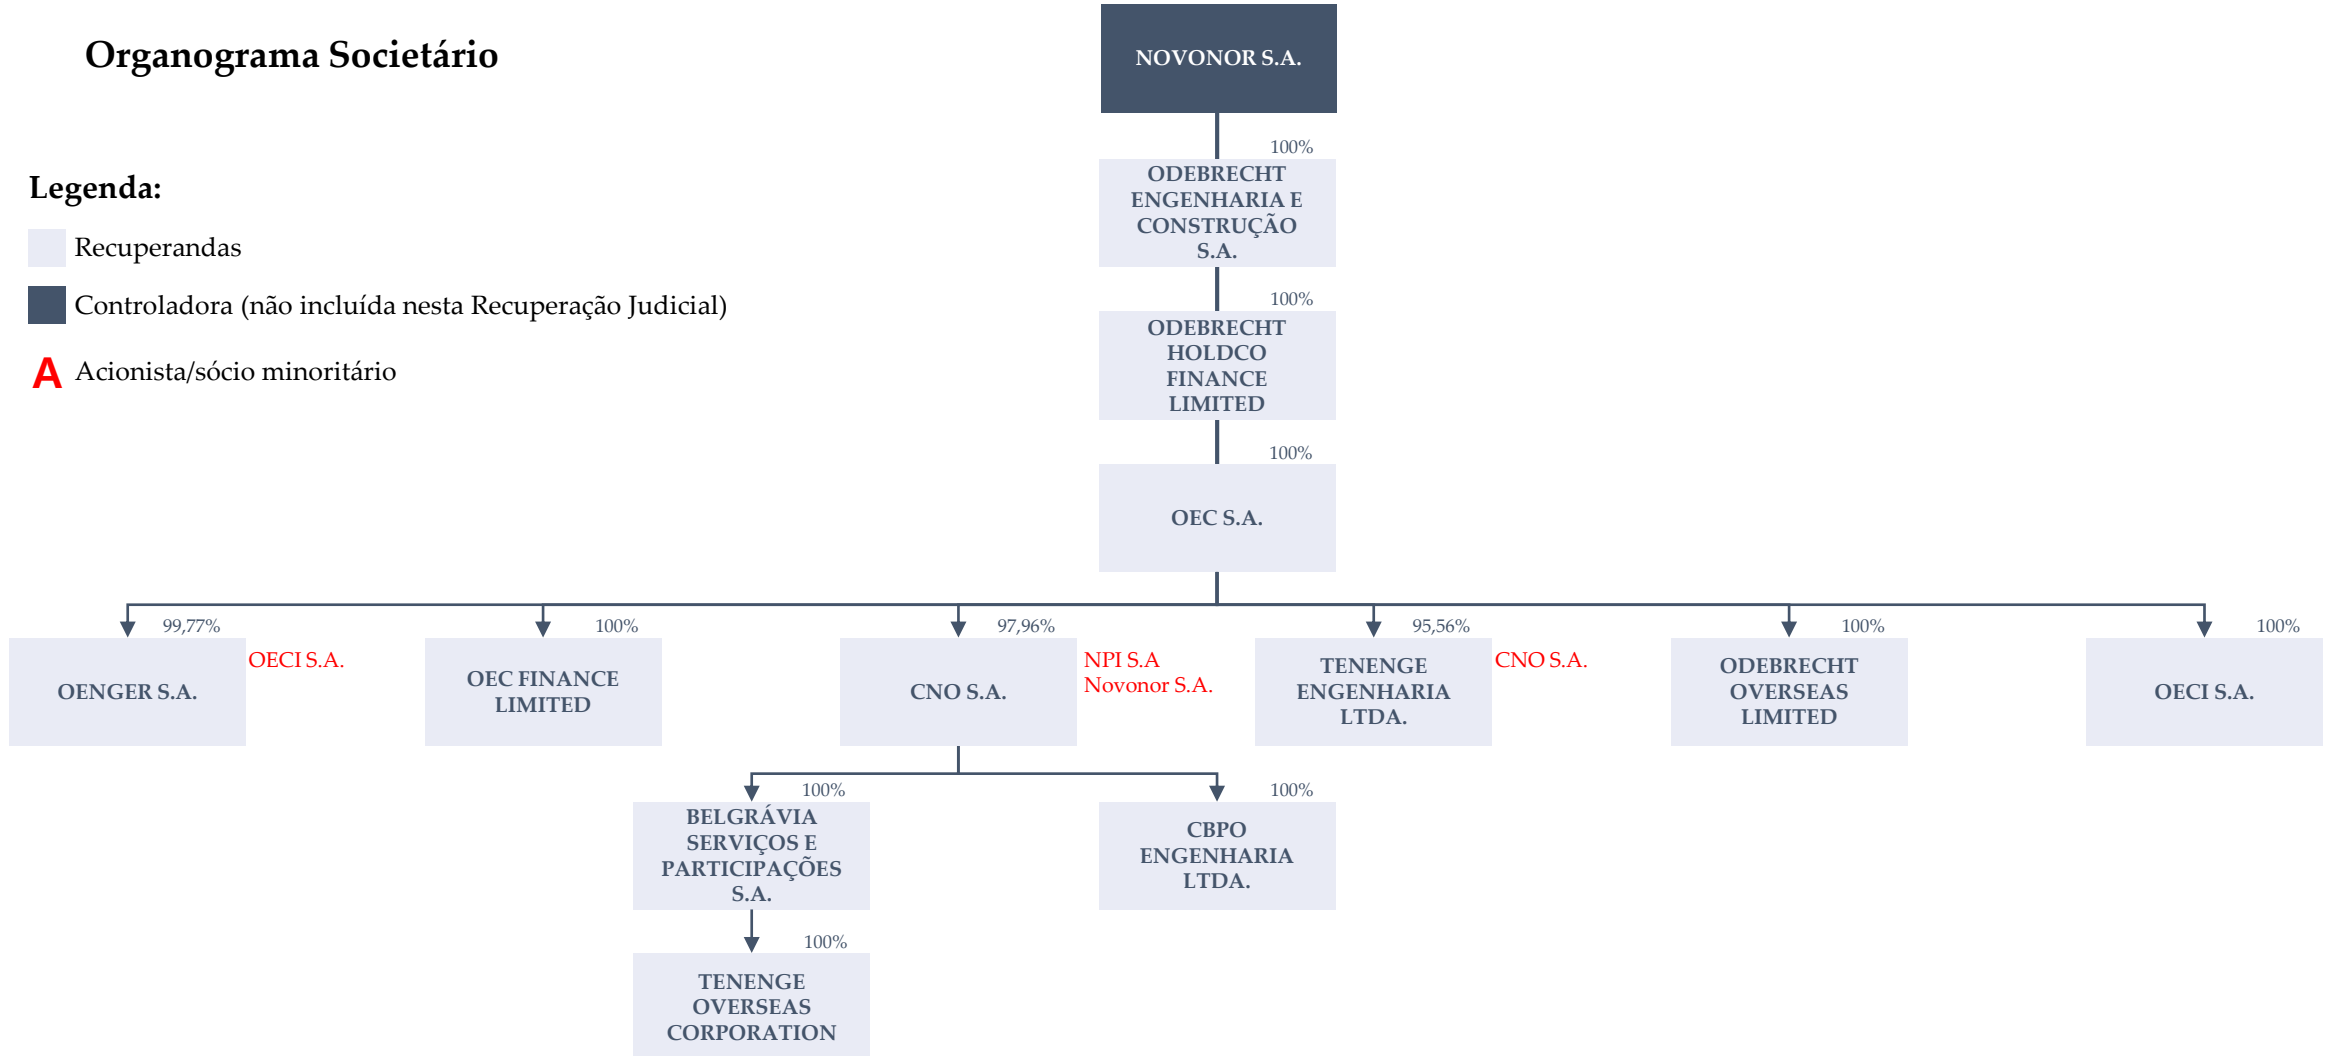 Organograma Societário
NOVONOR S.A.
Legenda:
Recuperandas
Controladora (não incluída nesta Recuperação Judicial)
A Acionista/sócio minoritário
100%
ODEBRECHT
ENGENHARIA E
CONSTRUÇÃO
S.A.
100%
ODEBRECHT
HOLDCO
FINANCE
LIMITED
100%
OEC S.A.
99,77%
OENGER S.A.
OECI S.A.
100%
OEC FINANCE
LIMITED
97,96%
CNO S.A.
NPI S.A
Novonor S.A.
95,56%
TENENGE
ENGENHARIA
LTDA.
CNO S.A.
100%
ODEBRECHT
OVERSEAS
LIMITED
100%
OECI S.A.
100%
BELGRÁVIA
SERVIÇOS E
PARTICIPAÇÕES
S.A.
100%
CBPO
ENGENHARIA
LTDA.
100%
TENENGE
OVERSEAS
CORPORATION